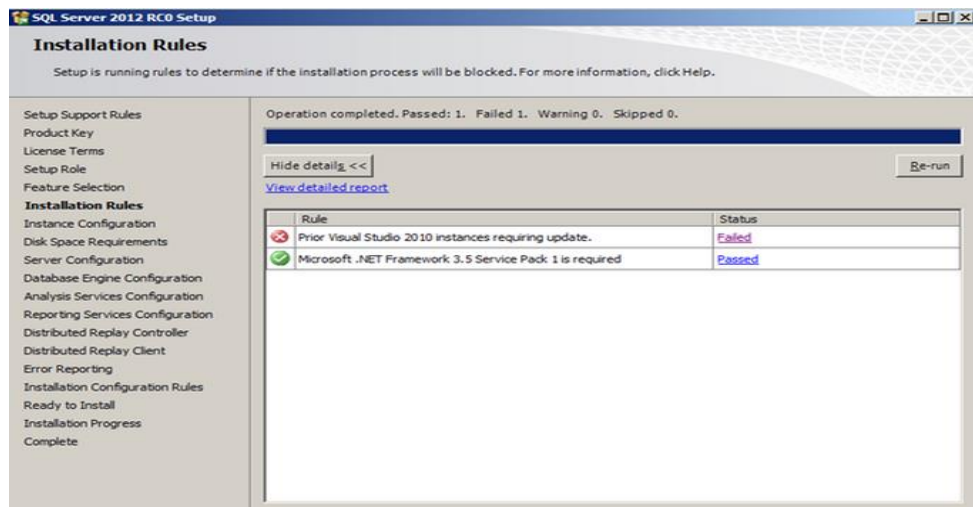 SQL Server 2012 RC0 Setup
Installation Rules
Setup is running rules to determine if the installation process will be blocked. For more information, click Help.
Setup Support Rules
Product Key
License Terms
Setup Role
Feature Selection
Installation Rules
Instance Configuration
Disk Space Requirements
Server Configuration
Database Engine Configuration
Analysis Services Configuration
Reporting Services Configuration
Distributed Replay Controller
Distributed Replay Client
Error Reporting
Installation Configuration Rules
Ready to Install
Installation Progress
Complete
Operation completed. Passed: 1. Failed 1. Warning 0. Skipped 0.
Hide details <<
Re-run
View detailed report
Rule Status
Prior Visual Studio 2010 instances requiring update. Failed
Microsoft .NET Framework 3.5 Service Pack 1 is required Passed